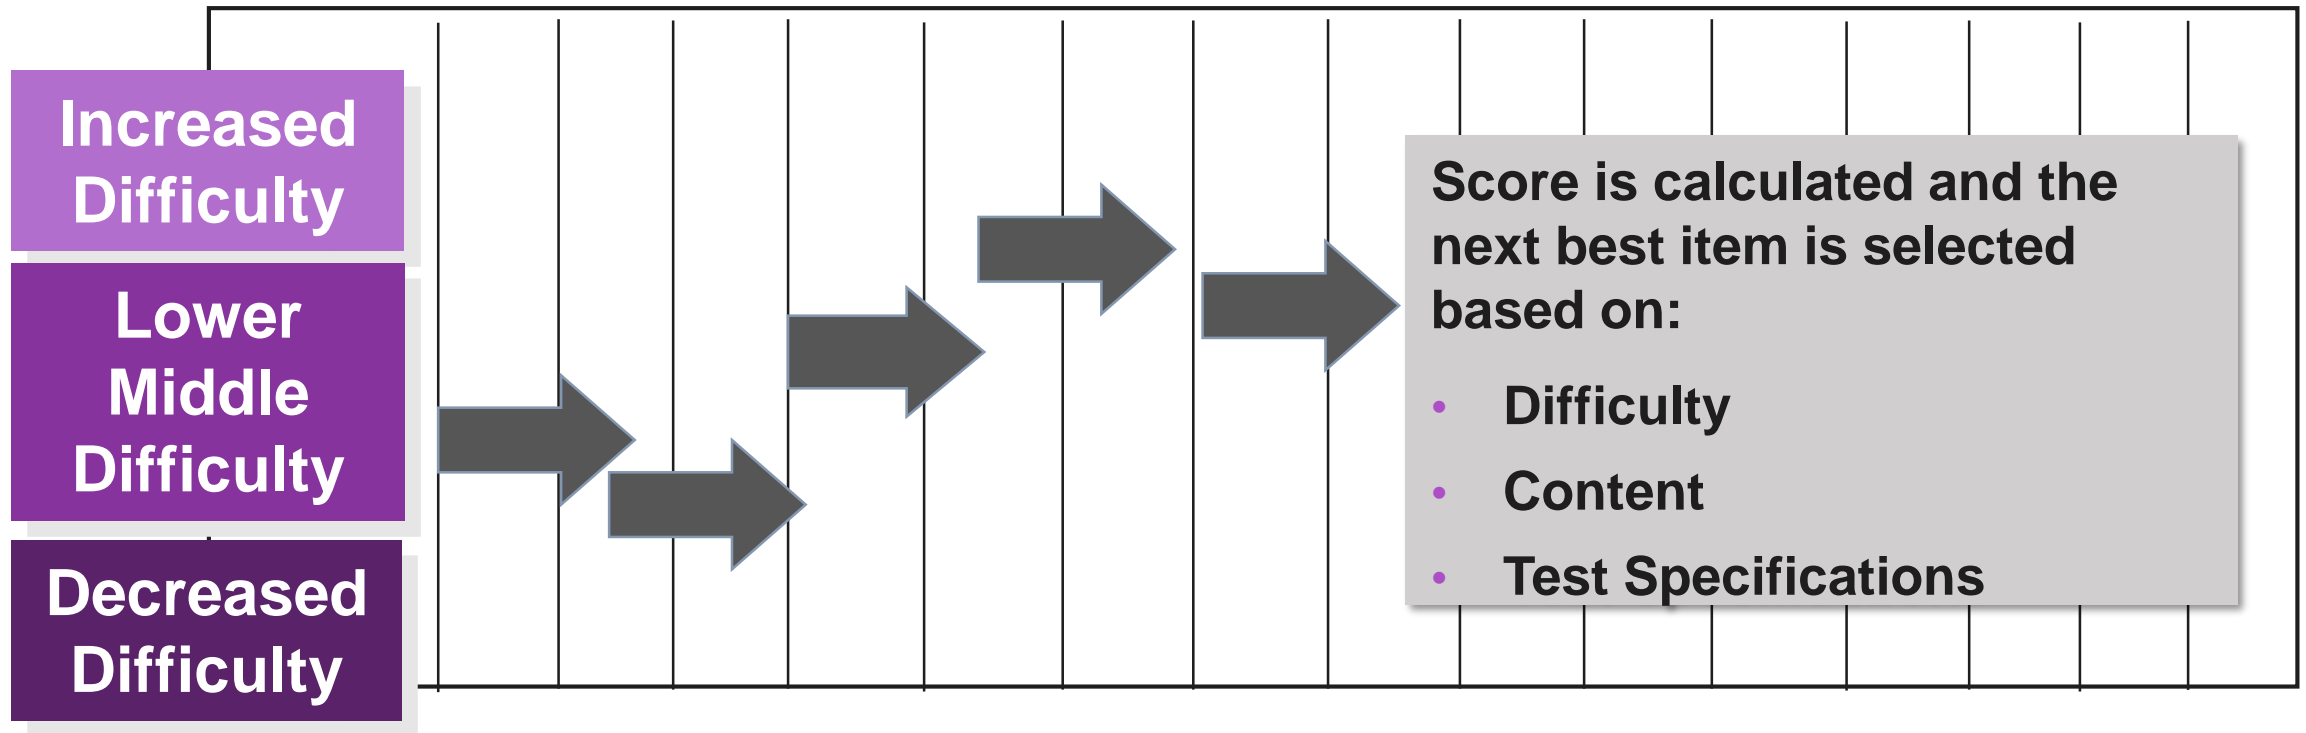 Increased
Difficulty
Lower
Middle
Difficulty
Decreased
Difficulty
Score is calculated and the
next best item is selected
based on:
• Difficulty
• Content
• Test Specifications